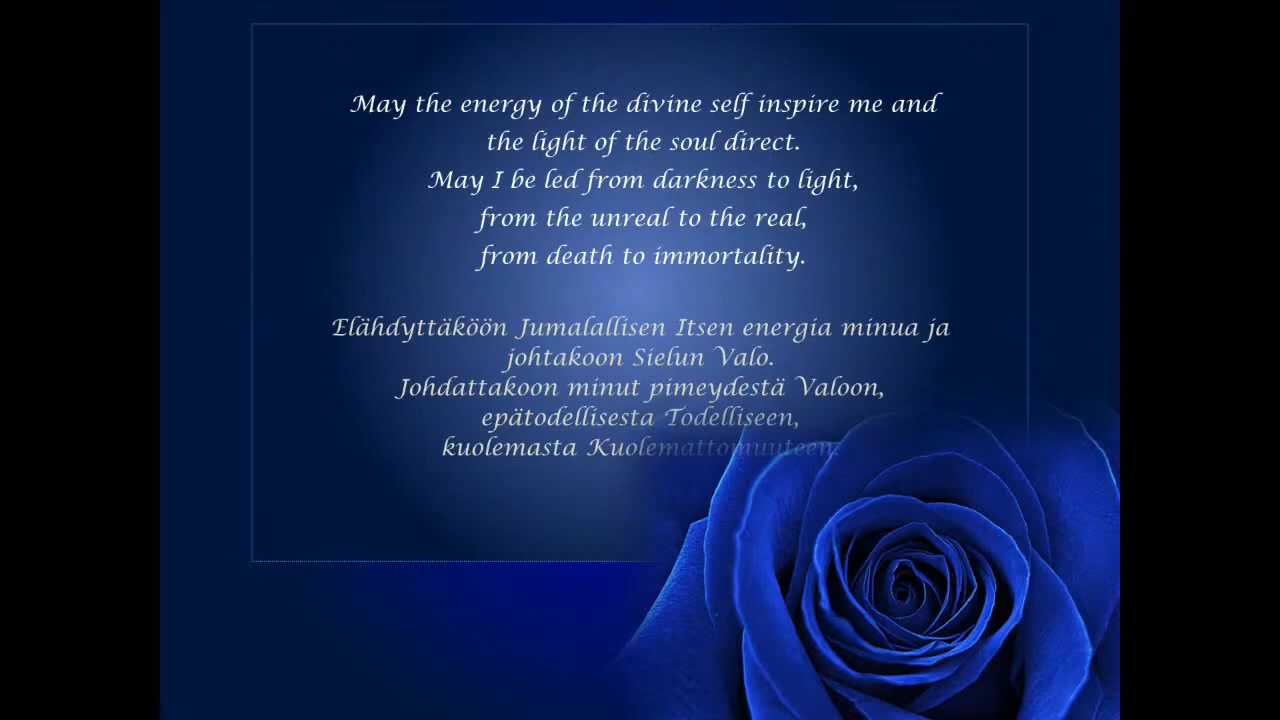 May the energy of the divine self inspire me and
the light of the soul direct.
May I be led from darkness to light,
from the unreal to the real,
from death to immortality.
Elähdyttäköön Jumalallisen Itsen energia minua ja
johtakoon Sielun Valo.
Johdattakoon minut pimeydestä Valoon,
epätodellisesta Todelliseen,
kuolemasta Kuolemattomuuteen.